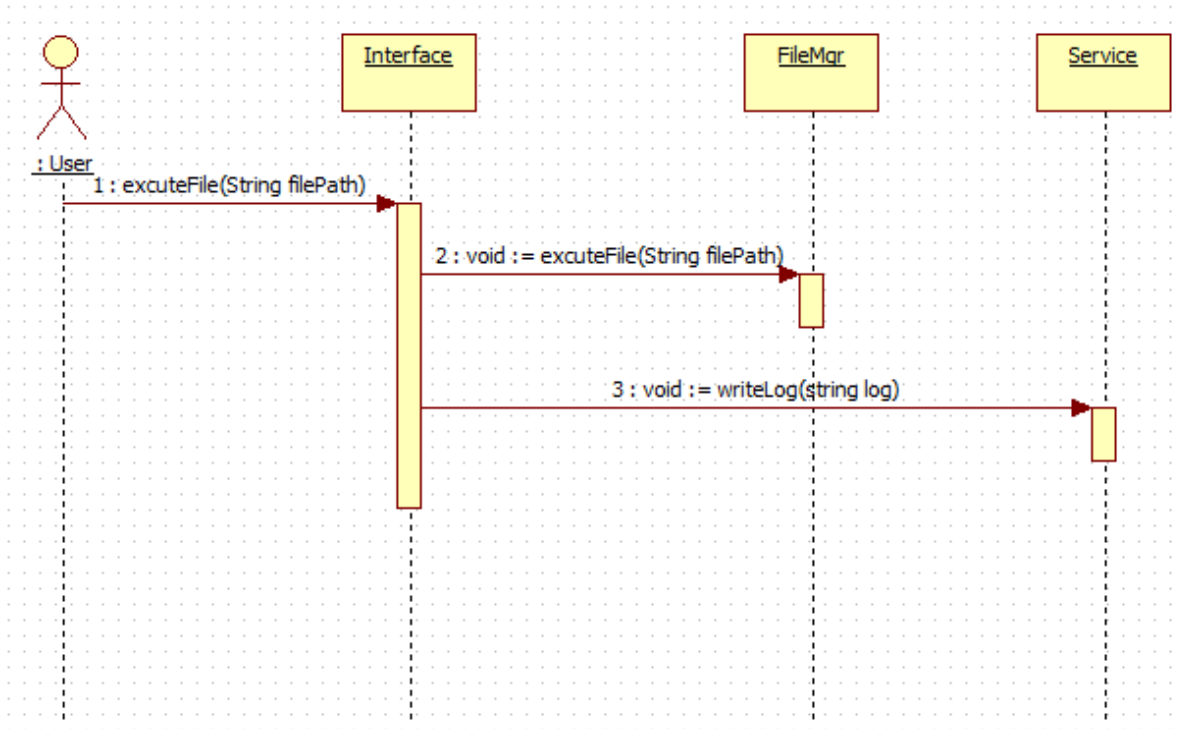 Interface
FileMgr
Service
: User
1 : excuteFile(String filePath)
2 : void := excuteFile(String filePath)
3 : void := writeLog(string log)